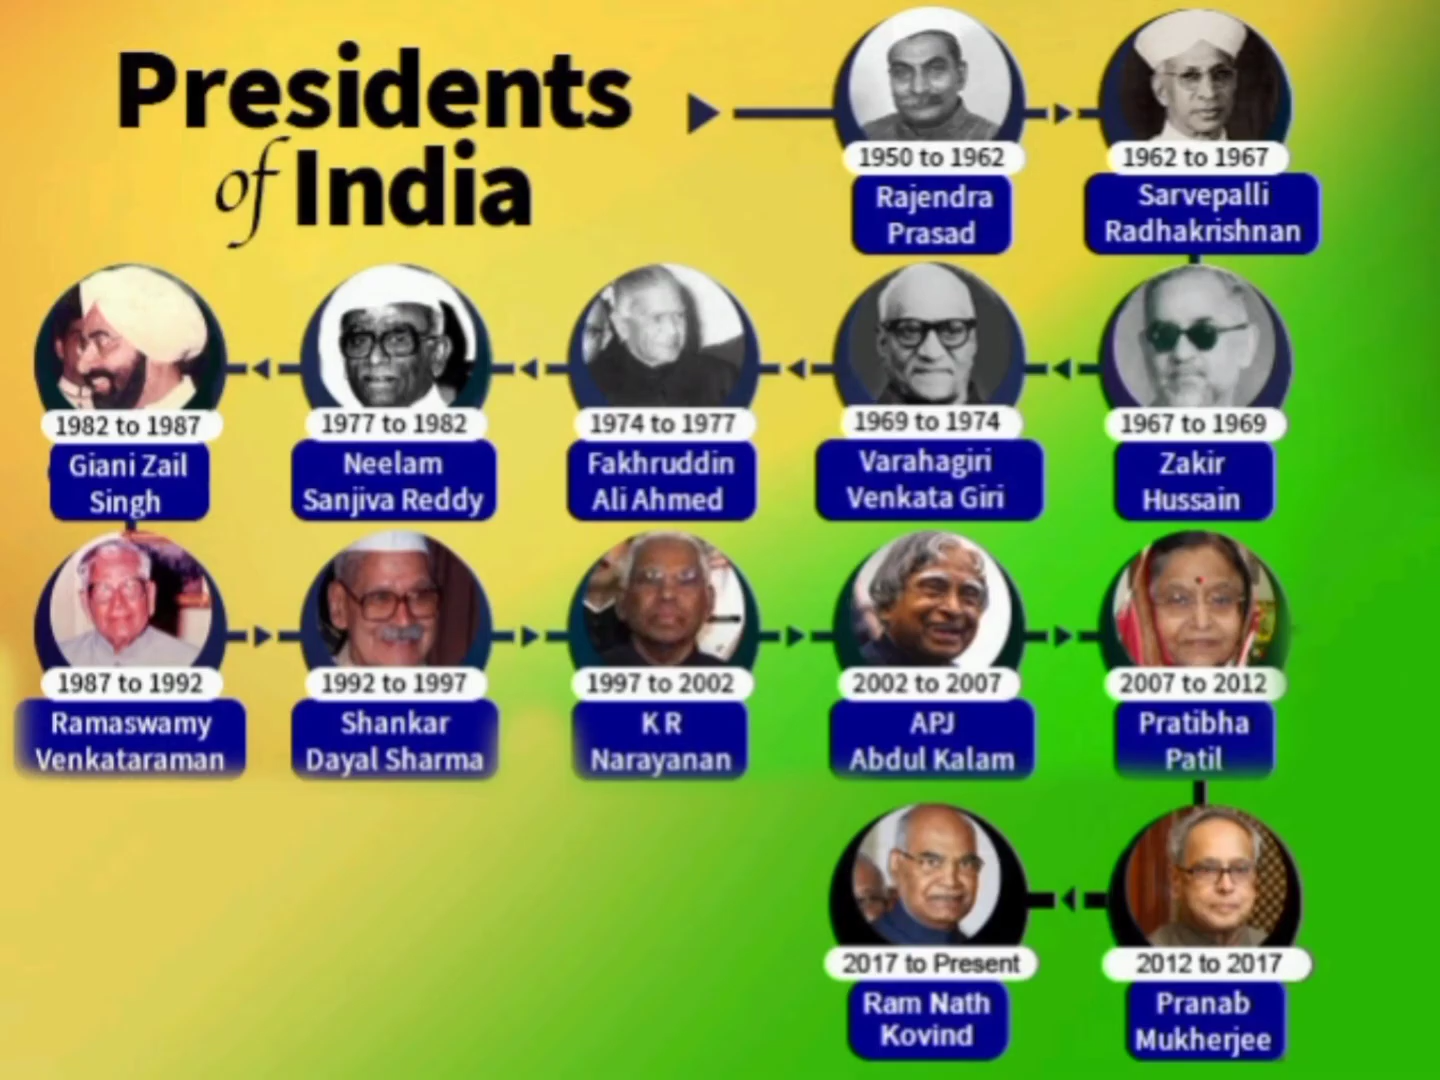 Presidents
of India
1950 to 1962
Rajendra
Prasad
1962 to 1967
Sarvepalli
Radhakrishnan
1967 to 1969
Zakir
Hussain
1969 to 1974
Varahagiri
Venkata Giri
1974 to 1977
Fakhruddin
Ali Ahmed
1977 to 1982
Neelam
Sanjiva Reddy
1982 to 1987
Giani Zail
Singh
1987 to 1992
Ramaswamy
Venkataraman
1992 to 1997
Shankar
Dayal Sharma
1997 to 2002
K R
Narayanan
2002 to 2007
APJ
Abdul Kalam
2007 to 2012
Pratibha
Patil
2012 to 2017
Pranab
Mukherjee
2017 to Present
Ram Nath
Kovind